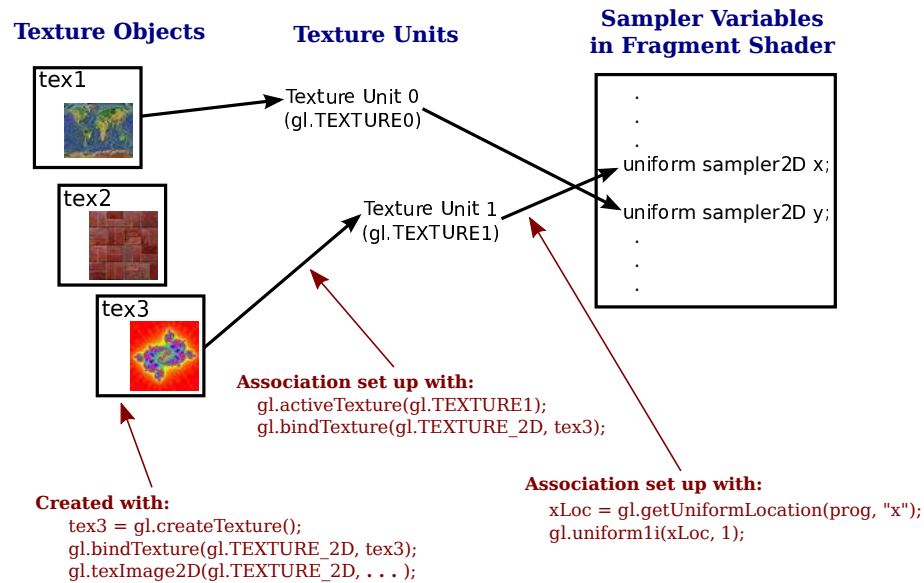 Texture Objects
Texture Units
Sampler Variables
in Fragment Shader
tex1
Texture Unit 0
(gl.TEXTURE0)
.
.
.
uniform sampler2D x;
tex2
Texture Unit 1
(gl.TEXTURE1)
uniform sampler2D y;
.
.
.
tex3
Association set up with:
gl.activeTexture(gl.TEXTURE1);
gl.bindTexture(gl.TEXTURE_2D, tex3);
Created with:
tex3 = gl.createTexture();
gl.bindTexture(gl.TEXTURE_2D, tex3);
gl.texImage2D(gl.TEXTURE_2D, . . . );
Association set up with:
xLoc = gl.getUniformLocation(prog, "x");
gl.uniform1i(xLoc, 1);